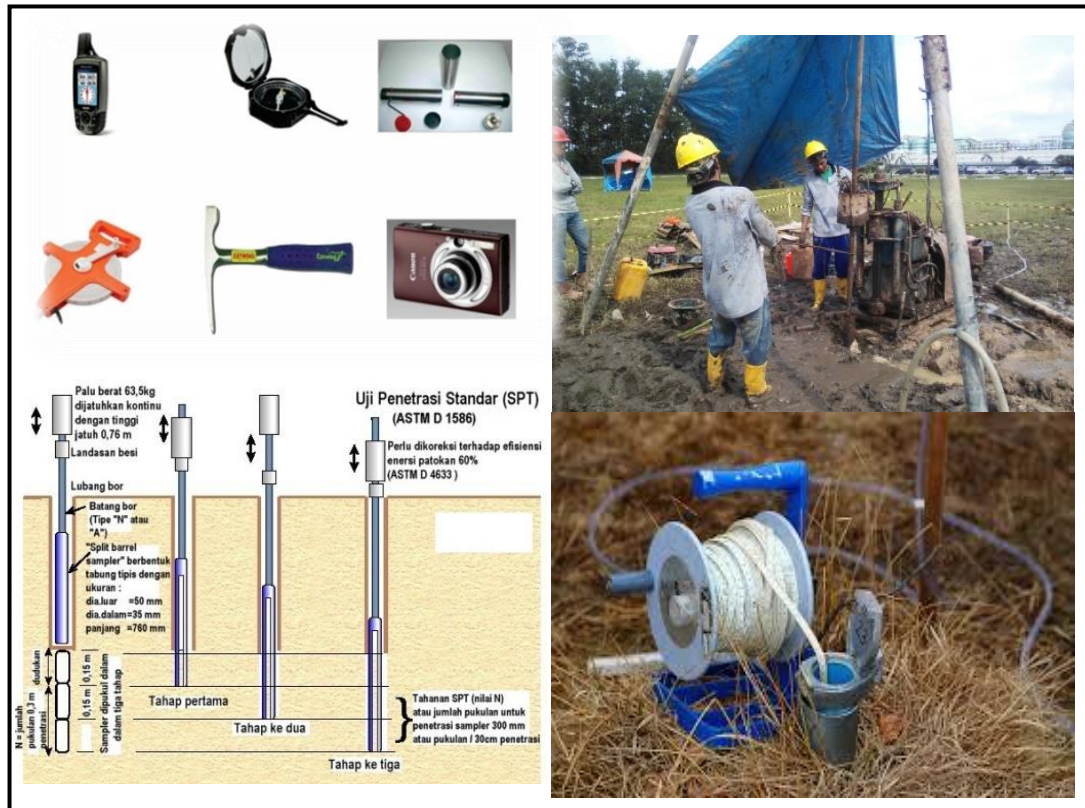 Canon
ESTWING
Palu berat 63,5kg
dijatuhkan kontinu
dengan tinggi
jatuh 0,76 m
Landasan besi
Lubang bor
Batang bor
(Tipe "N" atau
"A")
"Split barrel
sampler" berbentuk
tabung tipis dengan
ukuran :
dia.luar =50 mm
dia.dalam=35 mm
panjang =760 mm
Uji Penetrasi Standar (SPT)
(ASTM D 1586)
Perlu dikoreksi terhadap efisiensi
enersi patokan 60%
(ASTM D 4633 )
N = jumlah
pukulan 0,3 m
penetrasi
dudukan
0,15 m
0,15 m
Sampler dipukul dalam
dalam tiga tahap
Tahap pertama
Tahap ke dua
Tahap ke tiga
Tahanan SPT (nilai N)
atau jumlah pukulan untuk
penetrasi sampler 300 mm
atau pukulan / 30cm penetrasi